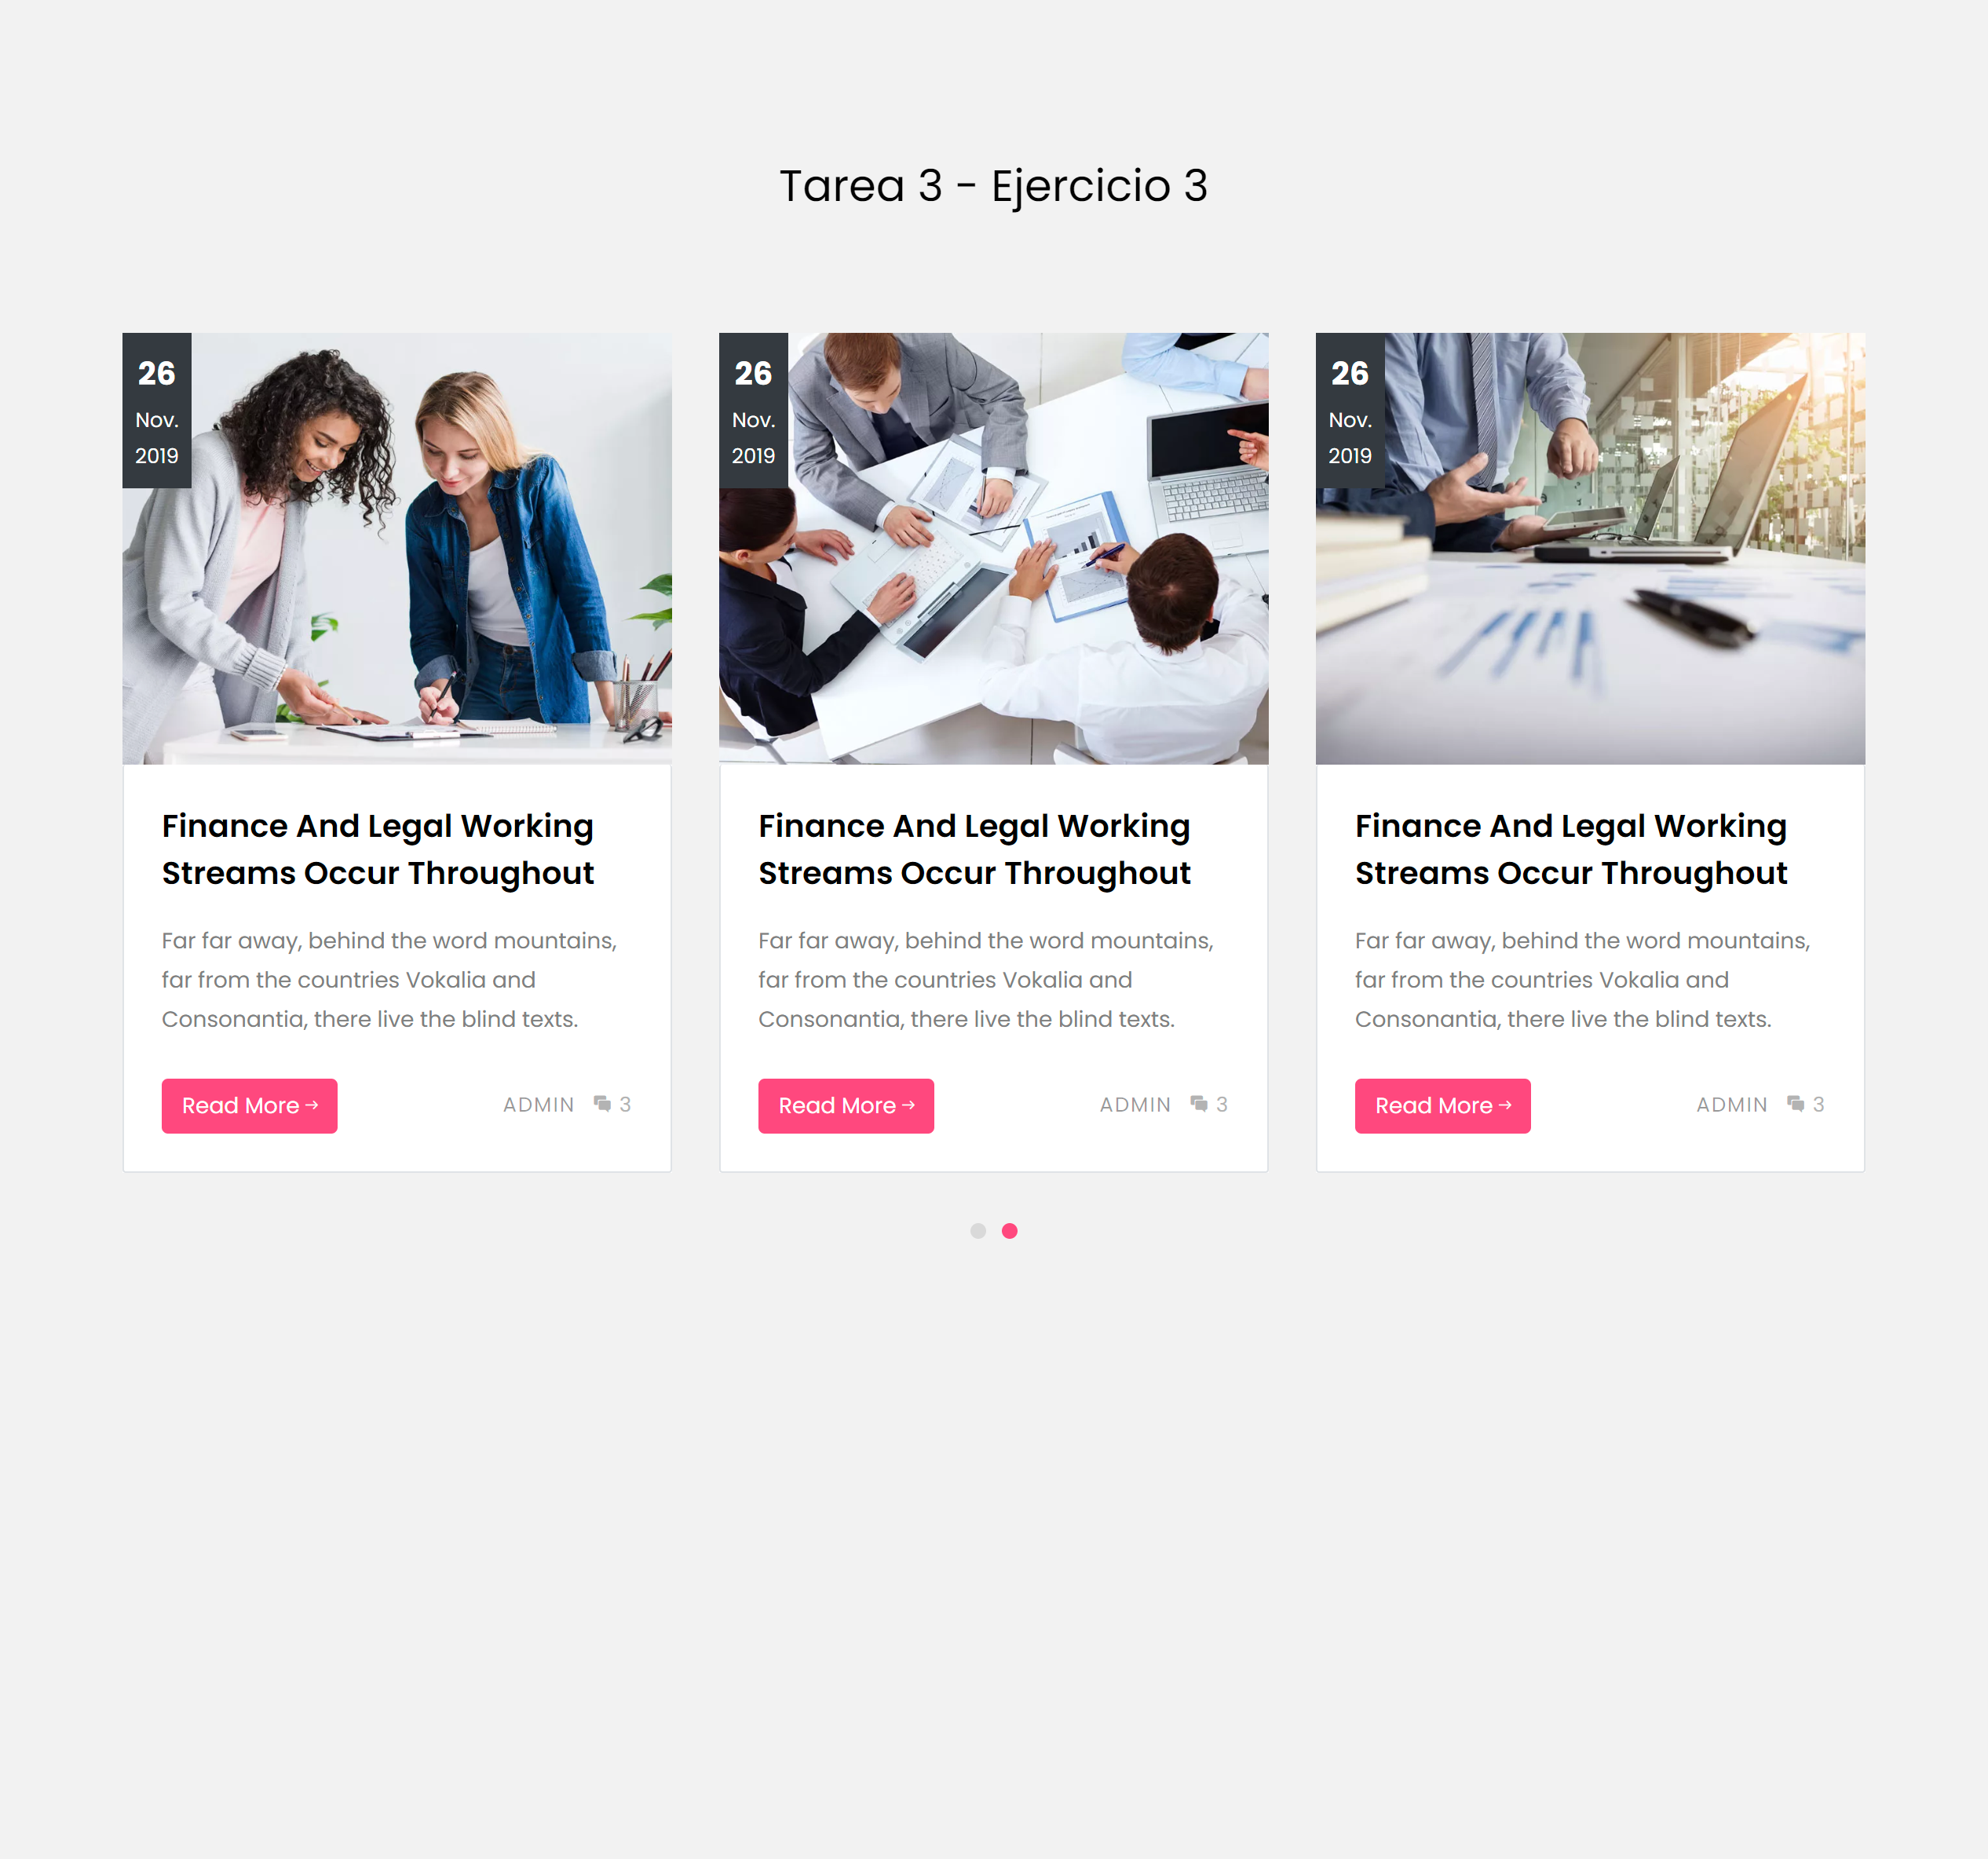 Tarea 3 - Ejercicio 3
26
Nov.
2019
Finance And Legal Working
Streams Occur Throughout
Far far away, behind the word mountains,
far from the countries Vokalia and
Consonantia, there live the blind texts.
Read More →
ADMIN 3
26
Nov.
2019
Finance And Legal Working
Streams Occur Throughout
Far far away, behind the word mountains,
far from the countries Vokalia and
Consonantia, there live the blind texts.
Read More →
ADMIN 3
26
Nov.
2019
Finance And Legal Working
Streams Occur Throughout
Far far away, behind the word mountains,
far from the countries Vokalia and
Consonantia, there live the blind texts.
Read More →
ADMIN 3